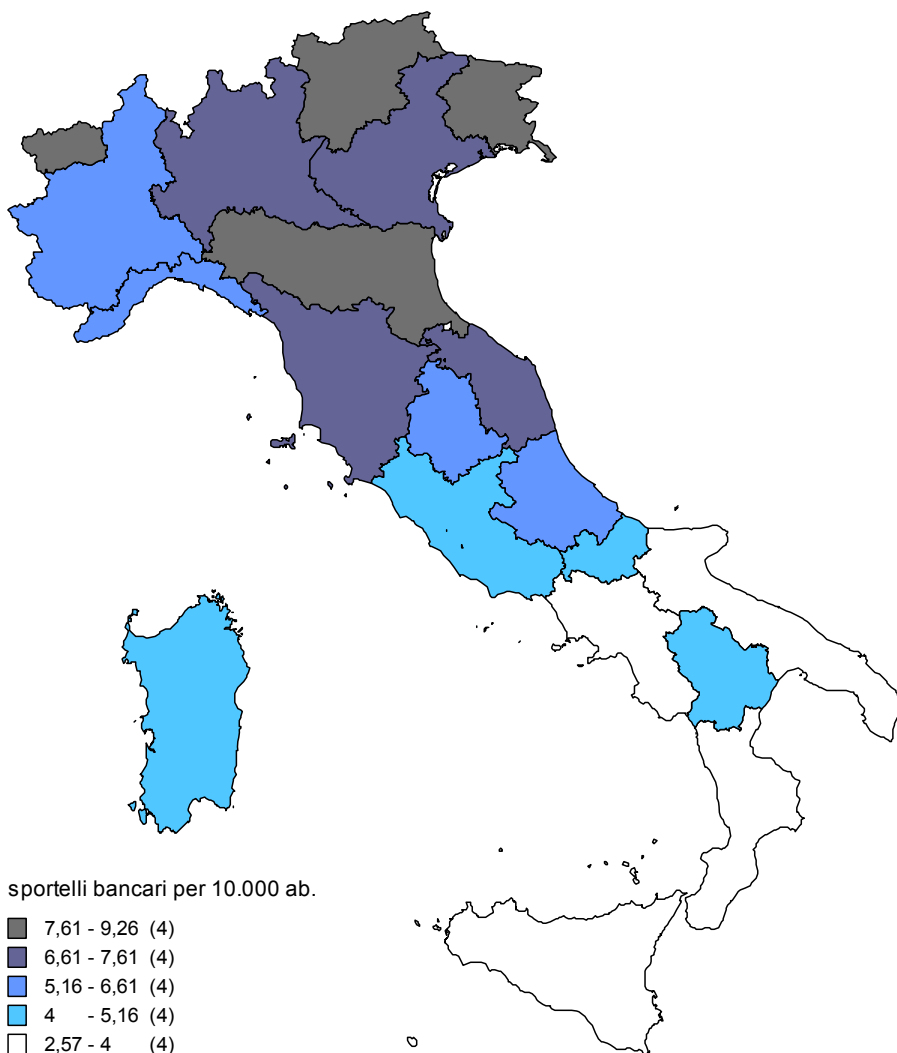 sportelli bancari per 10.000 ab.
7,61 - 9,26 (4)
6,61 - 7,61 (4)
5,16 - 6,61 (4)
4 - 5,16 (4)
2,57 - 4 (4)